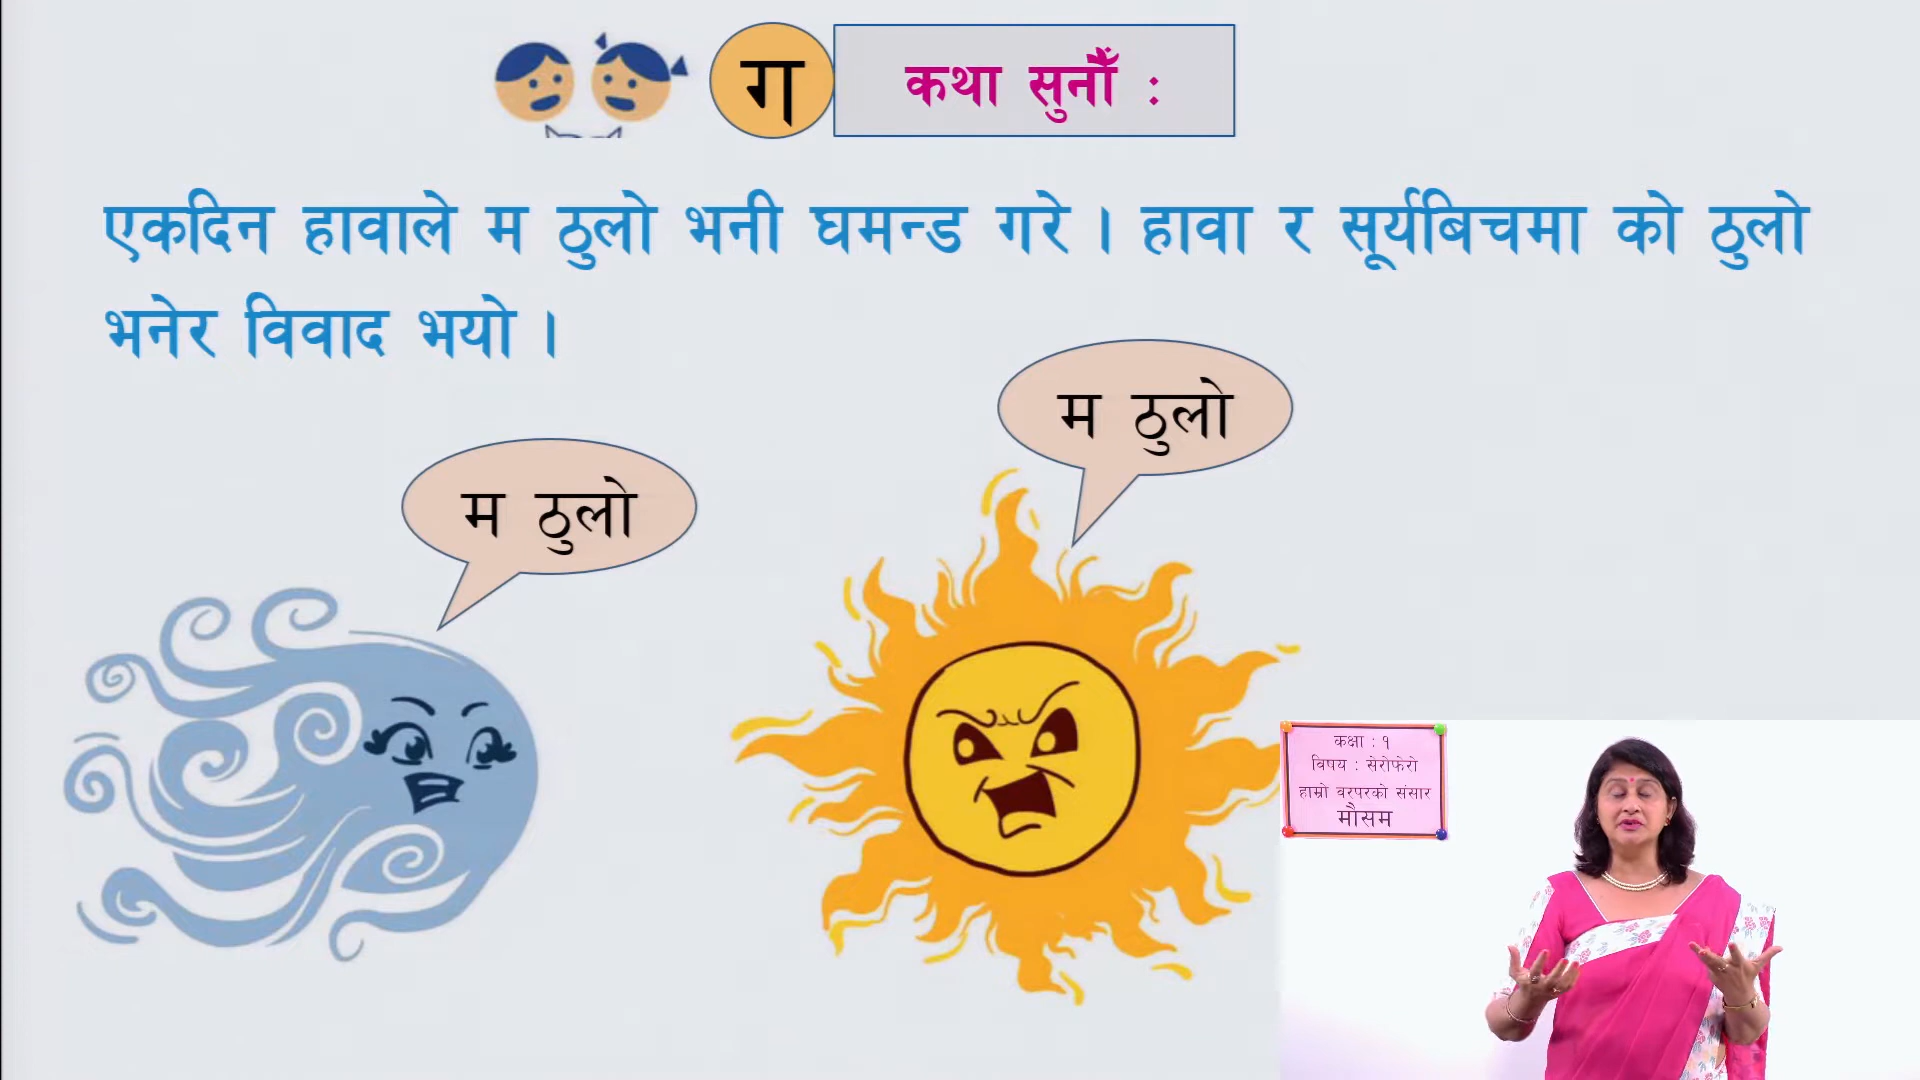 ग
कथा सुनौँ :
एकदिन हावाले म ठुलो भनी घमन्ड गरे । हावा र सूर्यबिचमा को ठुलो
भनेर विवाद भयो ।
म ठुलो
म ठुलो
कक्षा : १
विषय : सेरोफेरो
हाम्रो वरपरको संसार
मौसम